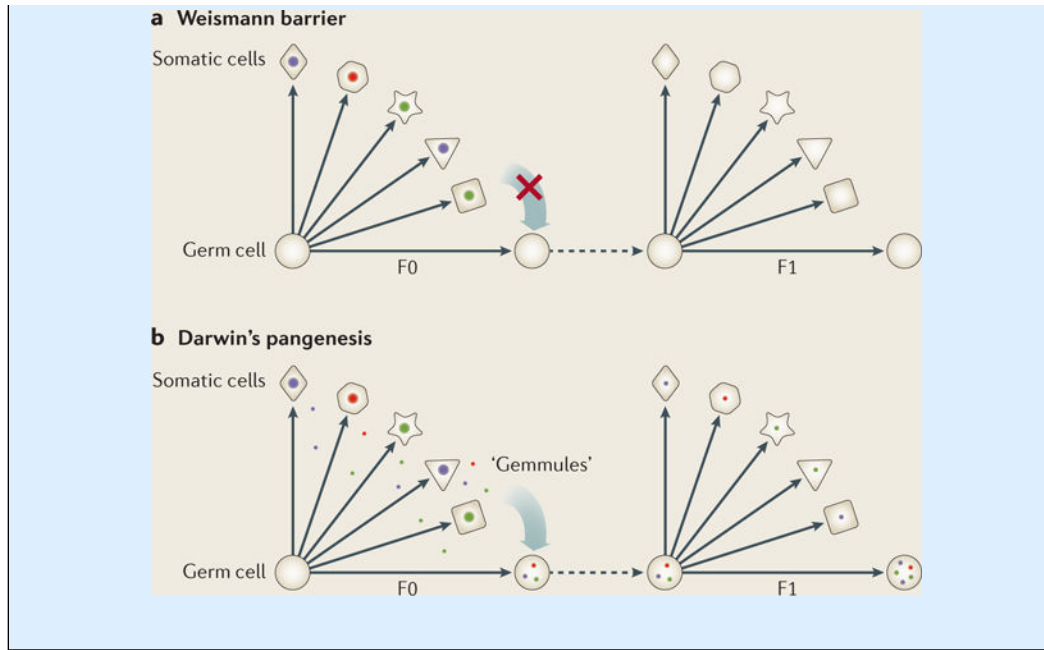 a Weismann barrier
Somatic cells
Germ cell
F0
F1
b Darwin's pangenesis
Somatic cells
'Gemmules'
Germ cell
F0
F1